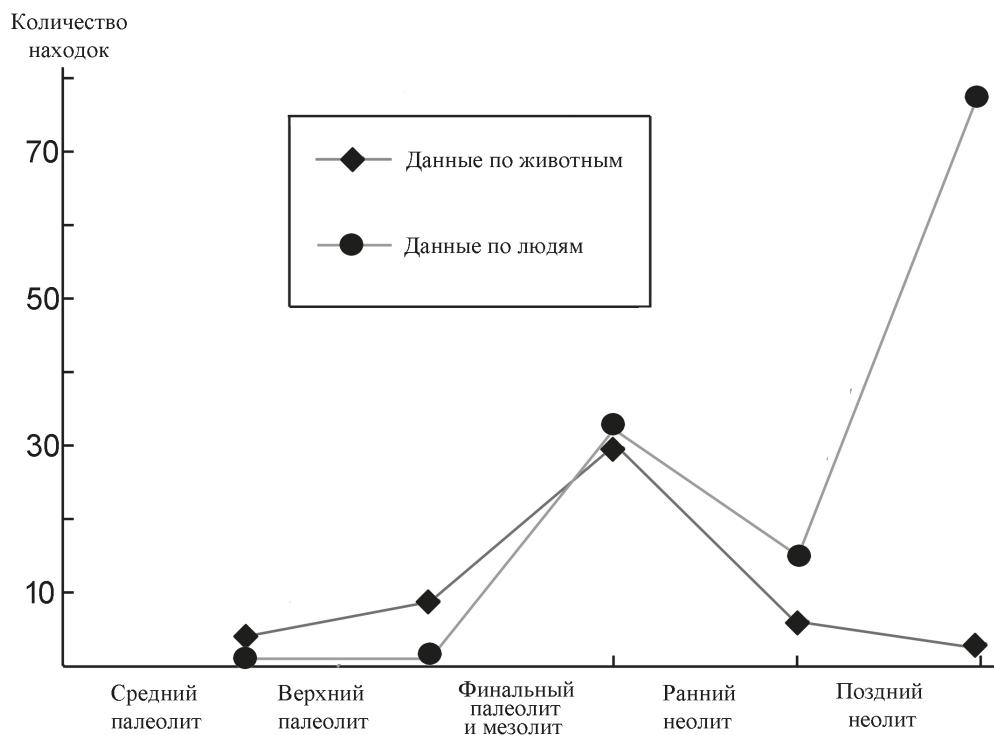 Количество
находок
70
50
30
10
Данные по животным
Данные по людям
Средний
палеолит
Верхний
палеолит
Финальный
палеолит
и мезолит
Ранний
неолит
Поздний
неолит